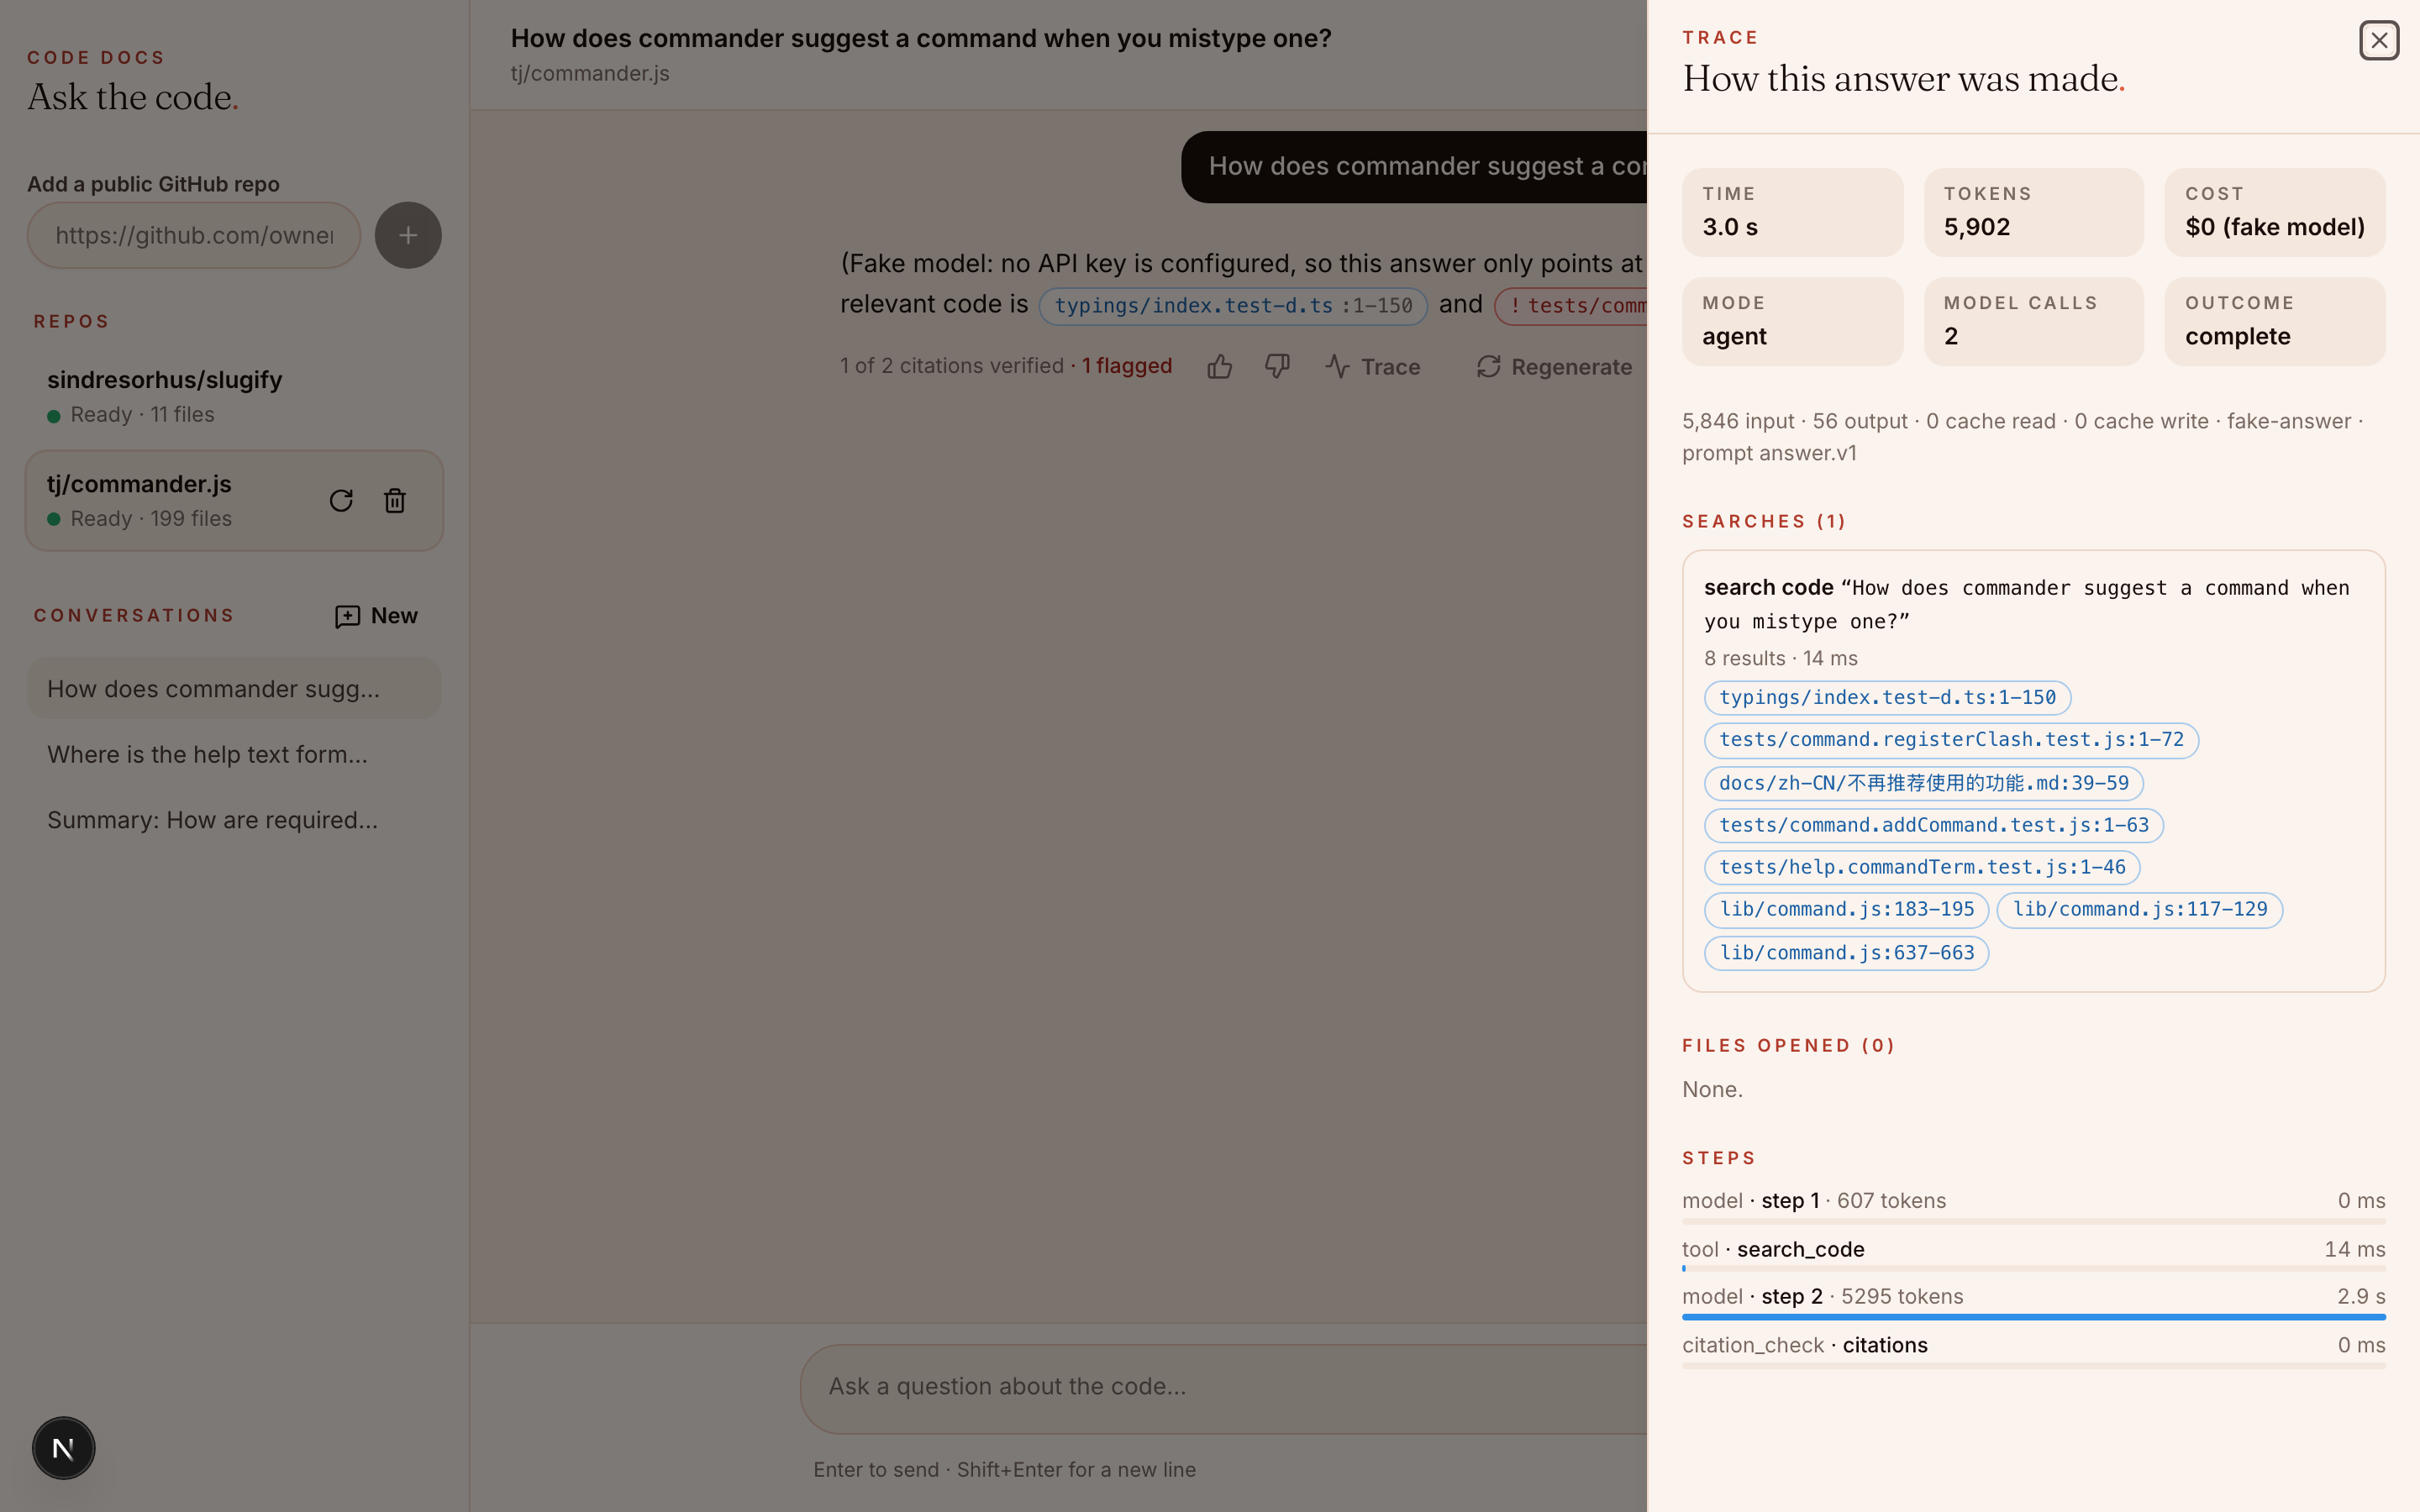 CODE DOCS
Ask the code.
Add a public GitHub repo
https://github.com/owner
REPOS
sindresorhus/slugify
Ready · 11 files
tj/commander.js
Ready · 199 files
CONVERSATIONS
New
How does commander sugg...
Where is the help text form...
Summary: How are required...
N
How does commander suggest a command when you mistype one?
tj/commander.js
How does commander suggest a co
(Fake model: no API key is configured, so this answer only points at
relevant code is typings/index.test-d.ts :1-150 and ! tests/comm
1 of 2 citations verified · 1 flagged
Trace
Regenerate
Ask a question about the code...
Enter to send · Shift+Enter for a new line
TRACE
How this answer was made.
TIME
3.0 s
TOKENS
5,902
COST
$0 (fake model)
MODE
agent
MODEL CALLS
2
OUTCOME
complete
5,846 input · 56 output · 0 cache read · 0 cache write · fake-answer ·
prompt answer.v1
SEARCHES (1)
search code “How does commander suggest a command when
you mistype one?”
8 results · 14 ms
typings/index.test-d.ts:1–150
tests/command.registerClash.test.js:1–72
docs/zh-CN/不再推荐使用的功能.md:39–59
tests/command.addCommand.test.js:1–63
tests/help.commandTerm.test.js:1–46
lib/command.js:183–195 lib/command.js:117–129
lib/command.js:637–663
FILES OPENED (0)
None.
STEPS
model · step 1 · 607 tokens 0 ms
tool · search_code 14 ms
model · step 2 · 5295 tokens 2.9 s
citation_check · citations 0 ms